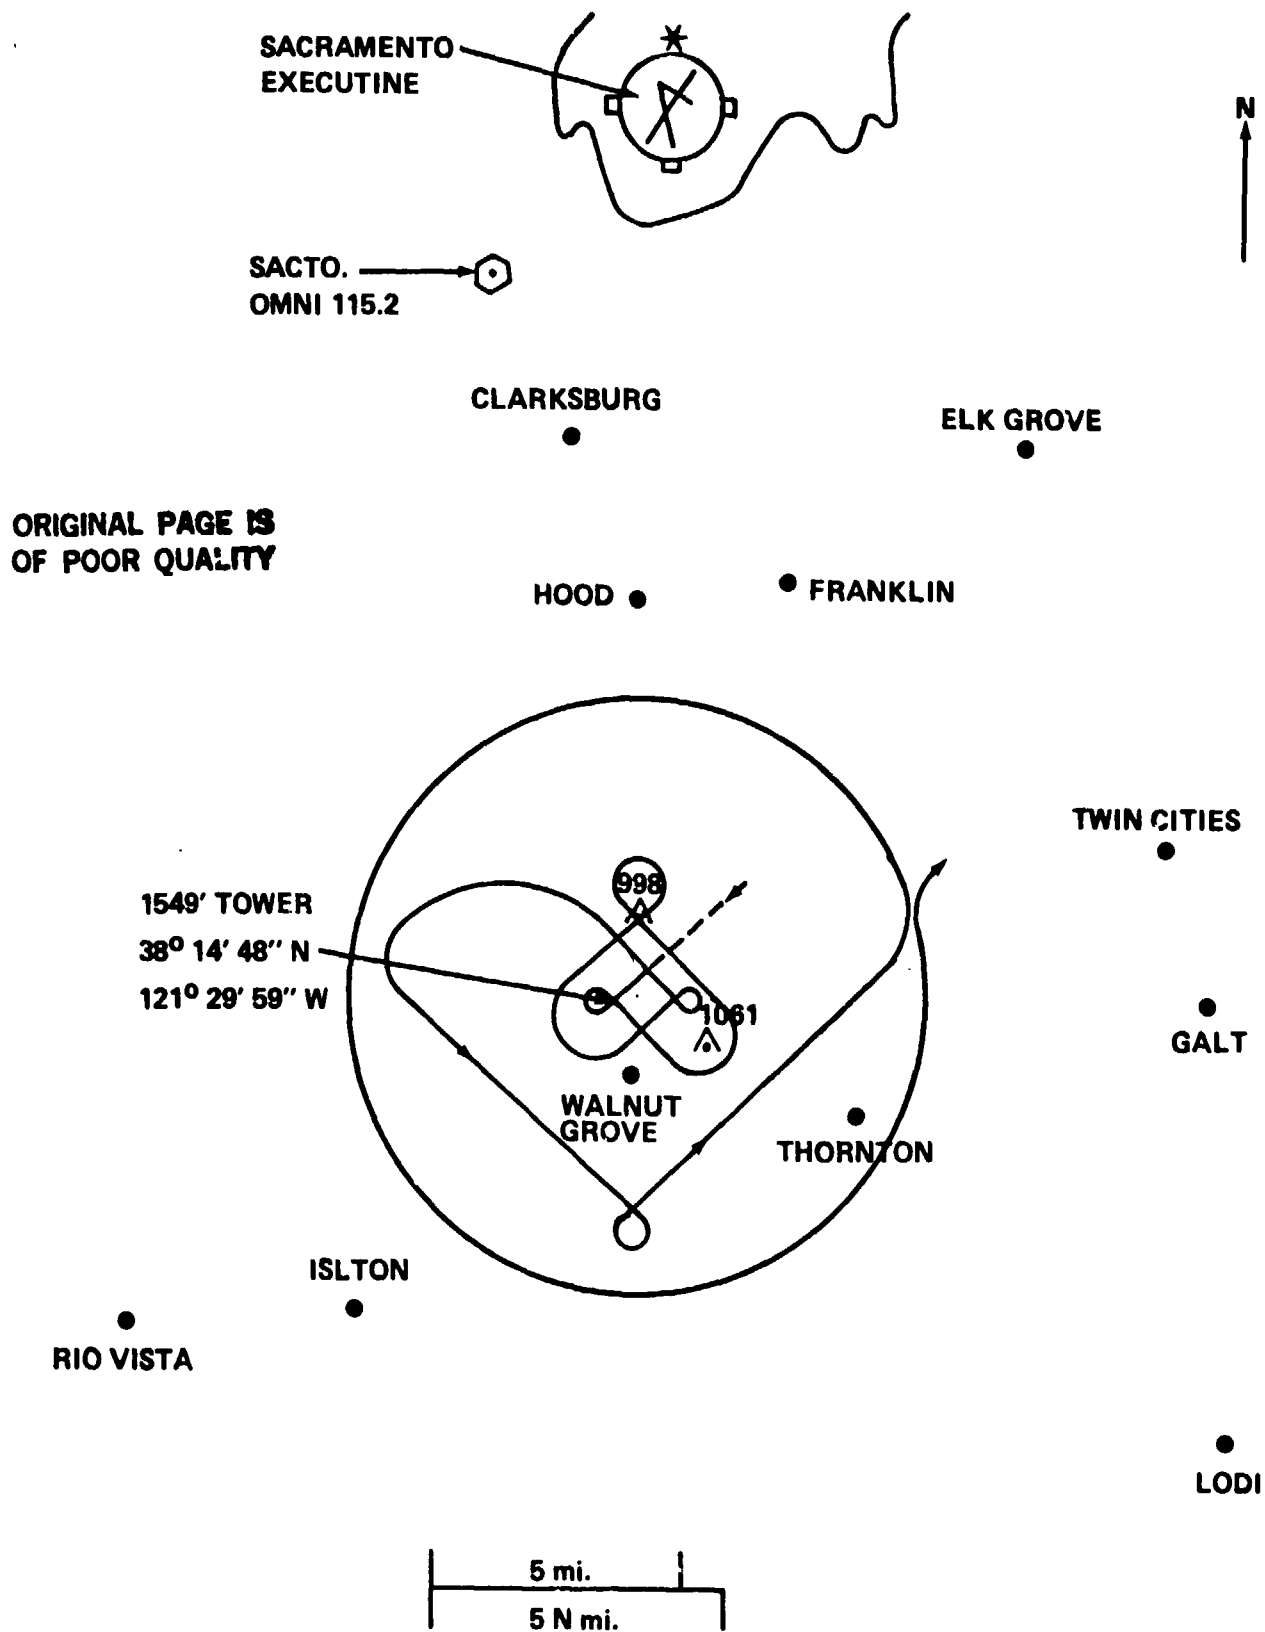 SACRAMENTO
EXECUTINE
N
SACTO.
OMNI 115.2
CLARKSBURG
ELK GROVE
ORIGINAL PAGE IS
OF POOR QUALITY
HOOD
FRANKLIN
TWIN CITIES
998
1549' TOWER
38° 14' 48" N
121° 29' 59" W
1061
GALT
WALNUT
GROVE
THORNTON
ISLTON
RIO VISTA
LODI
5 mi.
5 N mi.